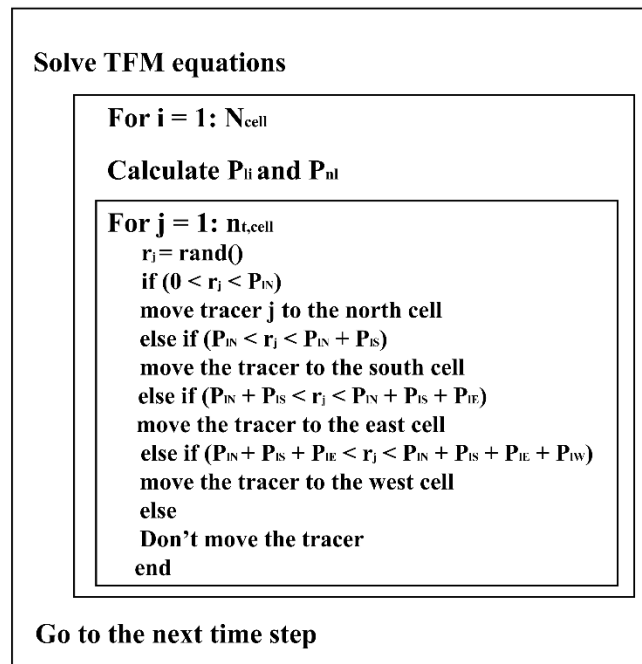 Solve TFM equations
For i = 1: Ncell
Calculate Pli and Pnl
For j = 1: nt,cell
rj = rand()
if (0 < rj < PlN)
move tracer j to the north cell
else if (PlN < rj < PlN + PlS)
move the tracer to the south cell
else if (PlN + PlS < rj < PlN + PlS + PlE)
move the tracer to the east cell
else if (PlN + PlS + PlE < rj < PlN + PlS + PlE + PlW)
move the tracer to the west cell
else
Don’t move the tracer
end
Go to the next time step